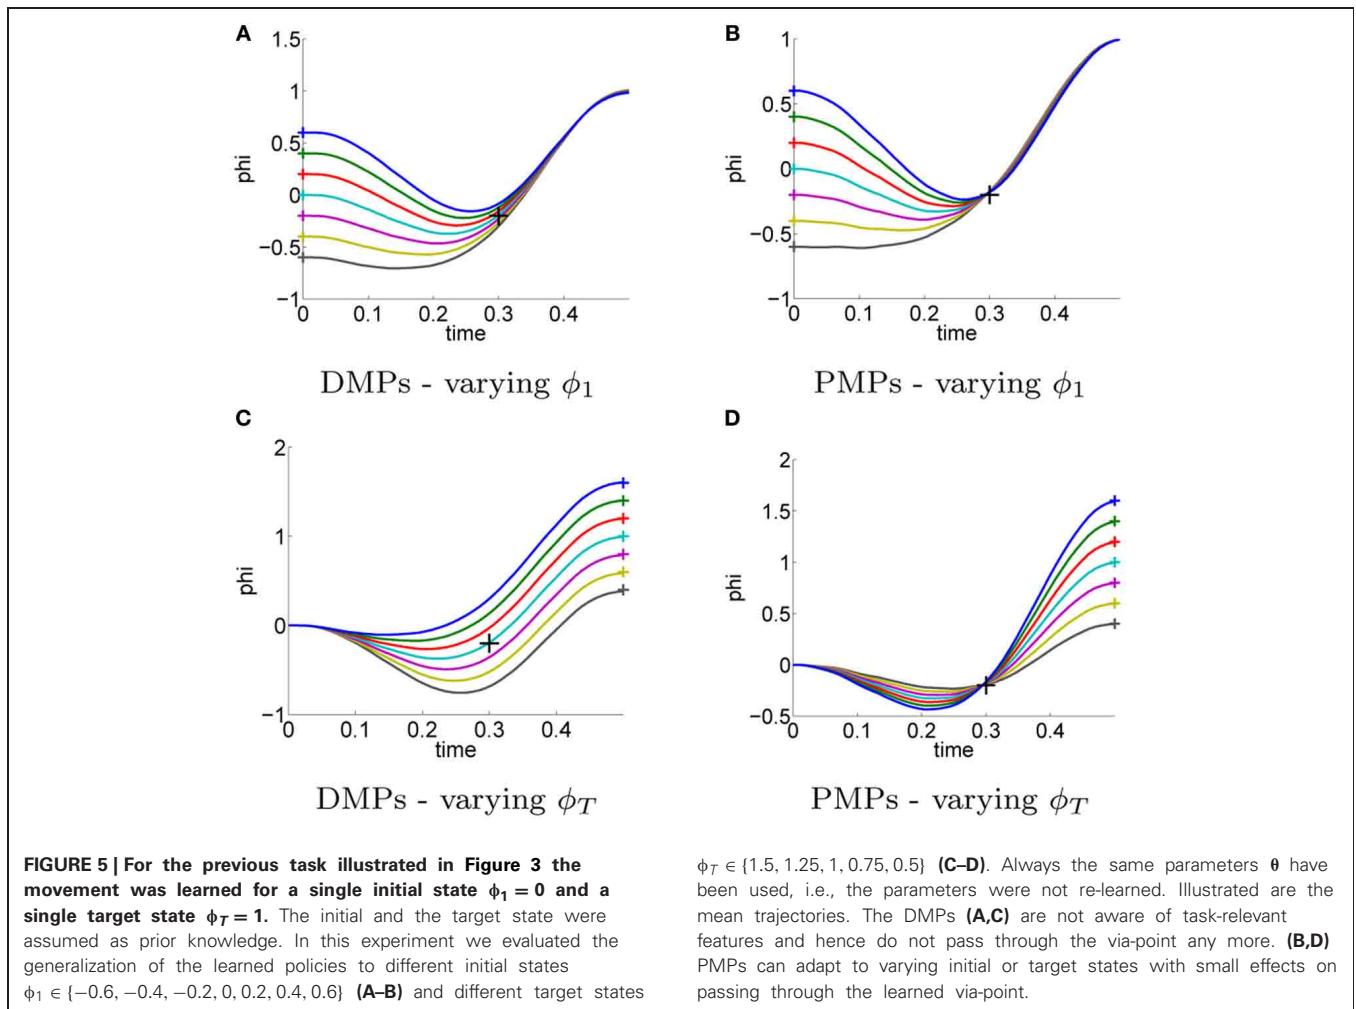 A
1.5
1
0.5
0
−0.5
−1
phi
0 0.1 0.2 0.3 0.4
time
DMPs - varying ϕ1
B
1
0.5
0
−0.5
−1
phi
0 0.1 0.2 0.3 0.4
time
PMPs - varying ϕ1
C
2
1
0
−1
phi
0 0.1 0.2 0.3 0.4
time
DMPs - varying ϕT
D
2
1.5
1
0.5
0
−0.5
phi
0 0.1 0.2 0.3 0.4
time
PMPs - varying ϕT
FIGURE 5 | For the previous task illustrated in Figure 3 the
movement was learned for a single initial state ϕ1 = 0 and a
single target state ϕT = 1. The initial and the target state were
assumed as prior knowledge. In this experiment we evaluated the
generalization of the learned policies to different initial states
ϕ1 ∈ {−0.6, −0.4, −0.2, 0, 0.2, 0.4, 0.6} (A–B) and different target states
ϕT ∈ {1.5, 1.25, 1, 0.75, 0.5} (C–D). Always the same parameters θ have
been used, i.e., the parameters were not re-learned. Illustrated are the
mean trajectories. The DMPs (A,C) are not aware of task-relevant
features and hence do not pass through the via-point any more. (B,D)
PMPs can adapt to varying initial or target states with small effects on
passing through the learned via-point.